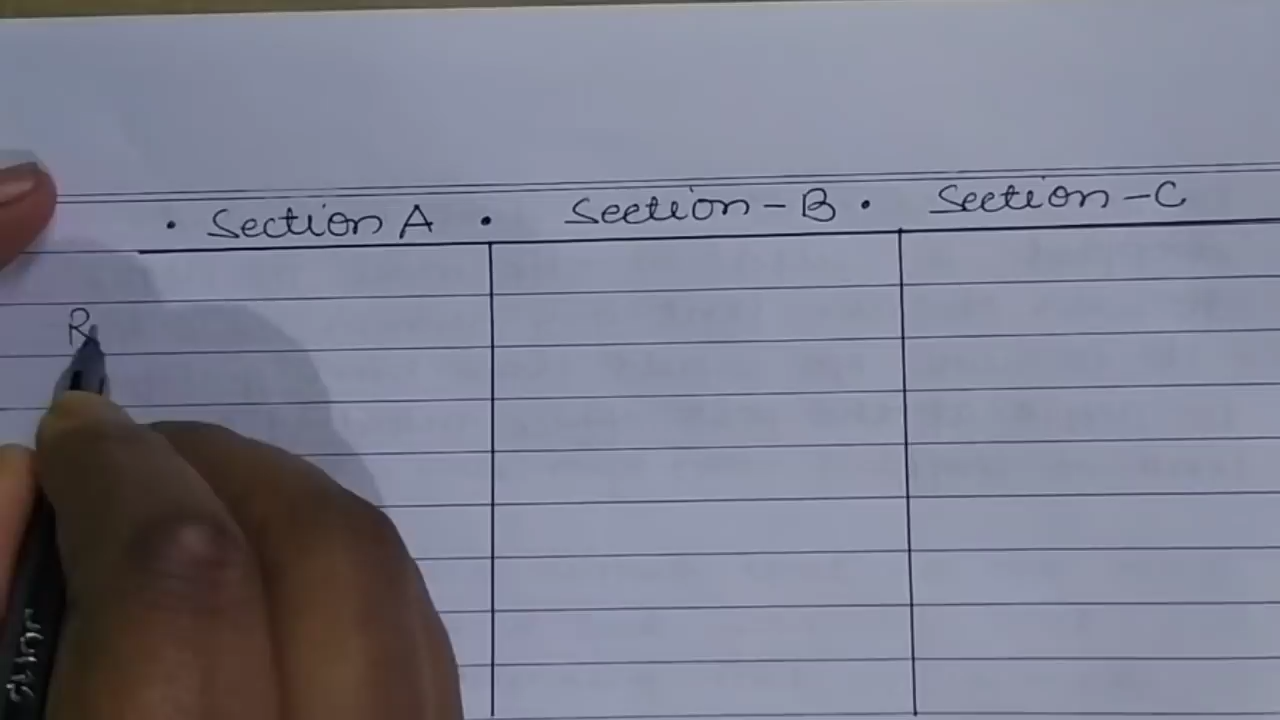 • Section A • Section - B • Section - C
R